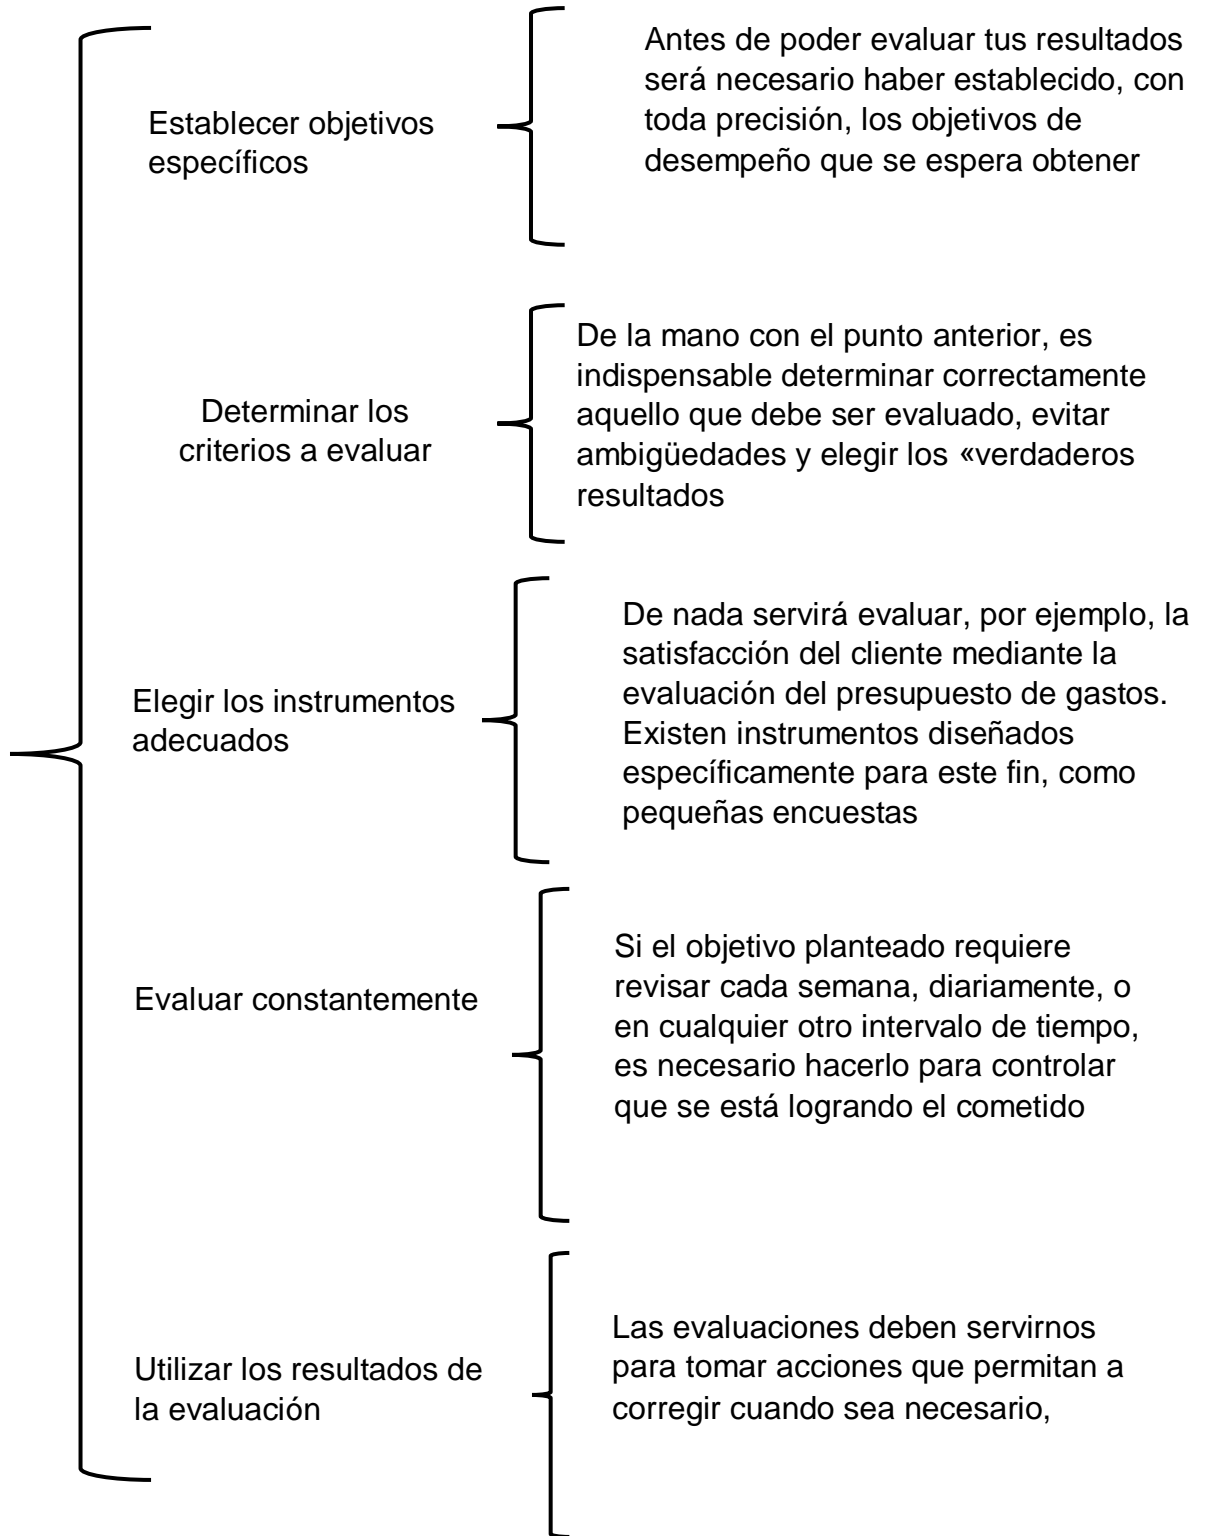 Establecer objetivos
específicos
Antes de poder evaluar tus resultados
será necesario haber establecido, con
toda precisión, los objetivos de
desempeño que se espera obtener
Determinar los
criterios a evaluar
De la mano con el punto anterior, es
indispensable determinar correctamente
aquello que debe ser evaluado, evitar
ambigüedades y elegir los «verdaderos
resultados
Elegir los instrumentos
adecuados
De nada servirá evaluar, por ejemplo, la
satisfacción del cliente mediante la
evaluación del presupuesto de gastos.
Existen instrumentos diseñados
específicamente para este fin, como
pequeñas encuestas
Evaluar constantemente
Si el objetivo planteado requiere
revisar cada semana, diariamente, o
en cualquier otro intervalo de tiempo,
es necesario hacerlo para controlar
que se está logrando el cometido
Utilizar los resultados de
la evaluación
Las evaluaciones deben servirnos
para tomar acciones que permitan a
corregir cuando sea necesario,